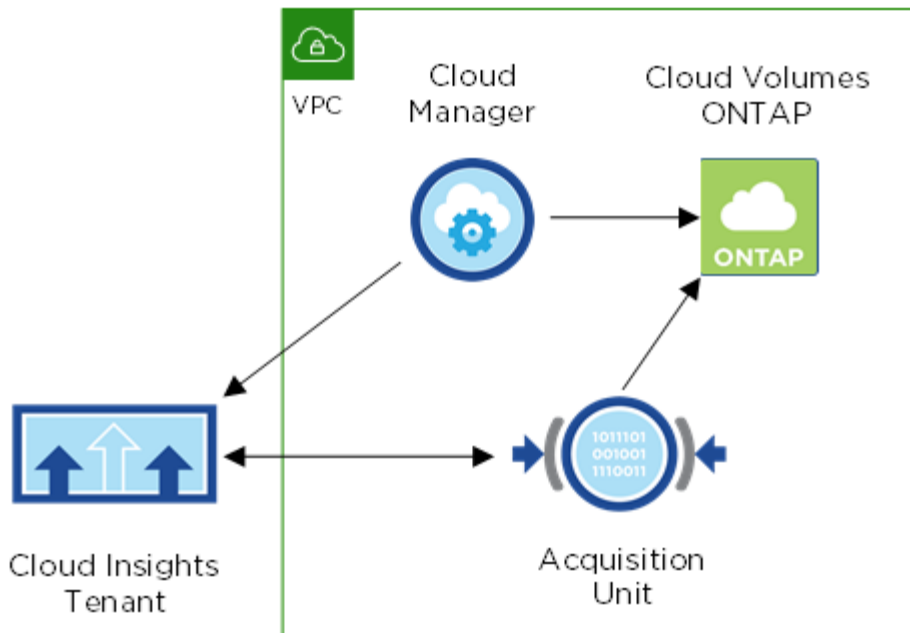 VPC
Cloud
Manager
Cloud Volumes
ONTAP
ONTAP
1011101
001001
1110011
Cloud Insights
Tenant
Acquisition
Unit